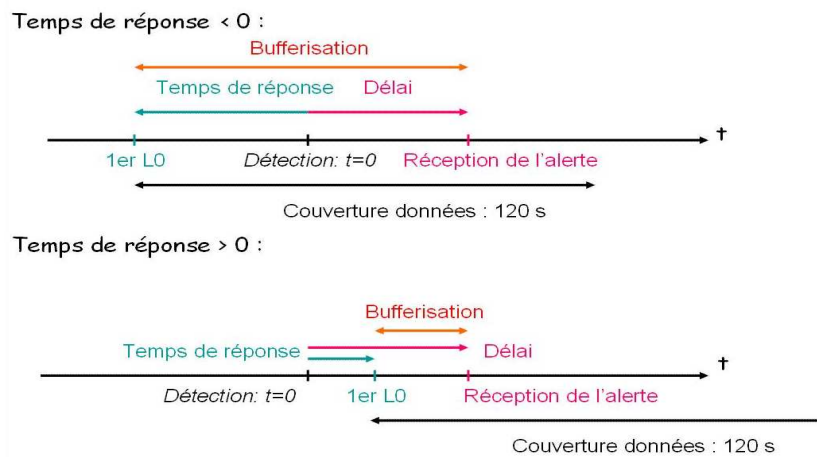 Temps de réponse < 0 :
Bufferisation
Temps de réponse Délai
t
1er L0 Détection: t=0 Réception de l'alerte
Couverture données : 120 s
Temps de réponse > 0 :
Bufferisation
Temps de réponse Délai
t
Détection: t=0 1er L0 Réception de l'alerte
Couverture données : 120 s